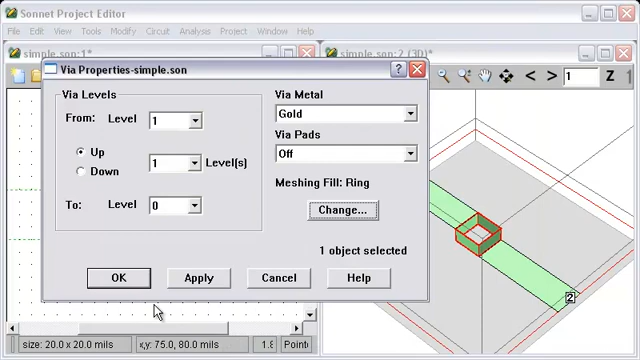 Sonnet Project Editor
File Edit View Tools Modify Circuit Analysis Project Window Help
simple.son:1*
simple.son:2 (3D)*
Via Properties-simple.son
?
< > 1 Z
Via Levels
From: Level 1
Up 1 Level(s)
Down
To: Level 0
Via Metal
Gold
Via Pads
Off
Meshing Fill: Ring
Change...
1 object selected
OK Apply Cancel Help
2
size: 20.0 x 20.0 mils x,y: 75.0, 80.0 mils 1.8 Pointe